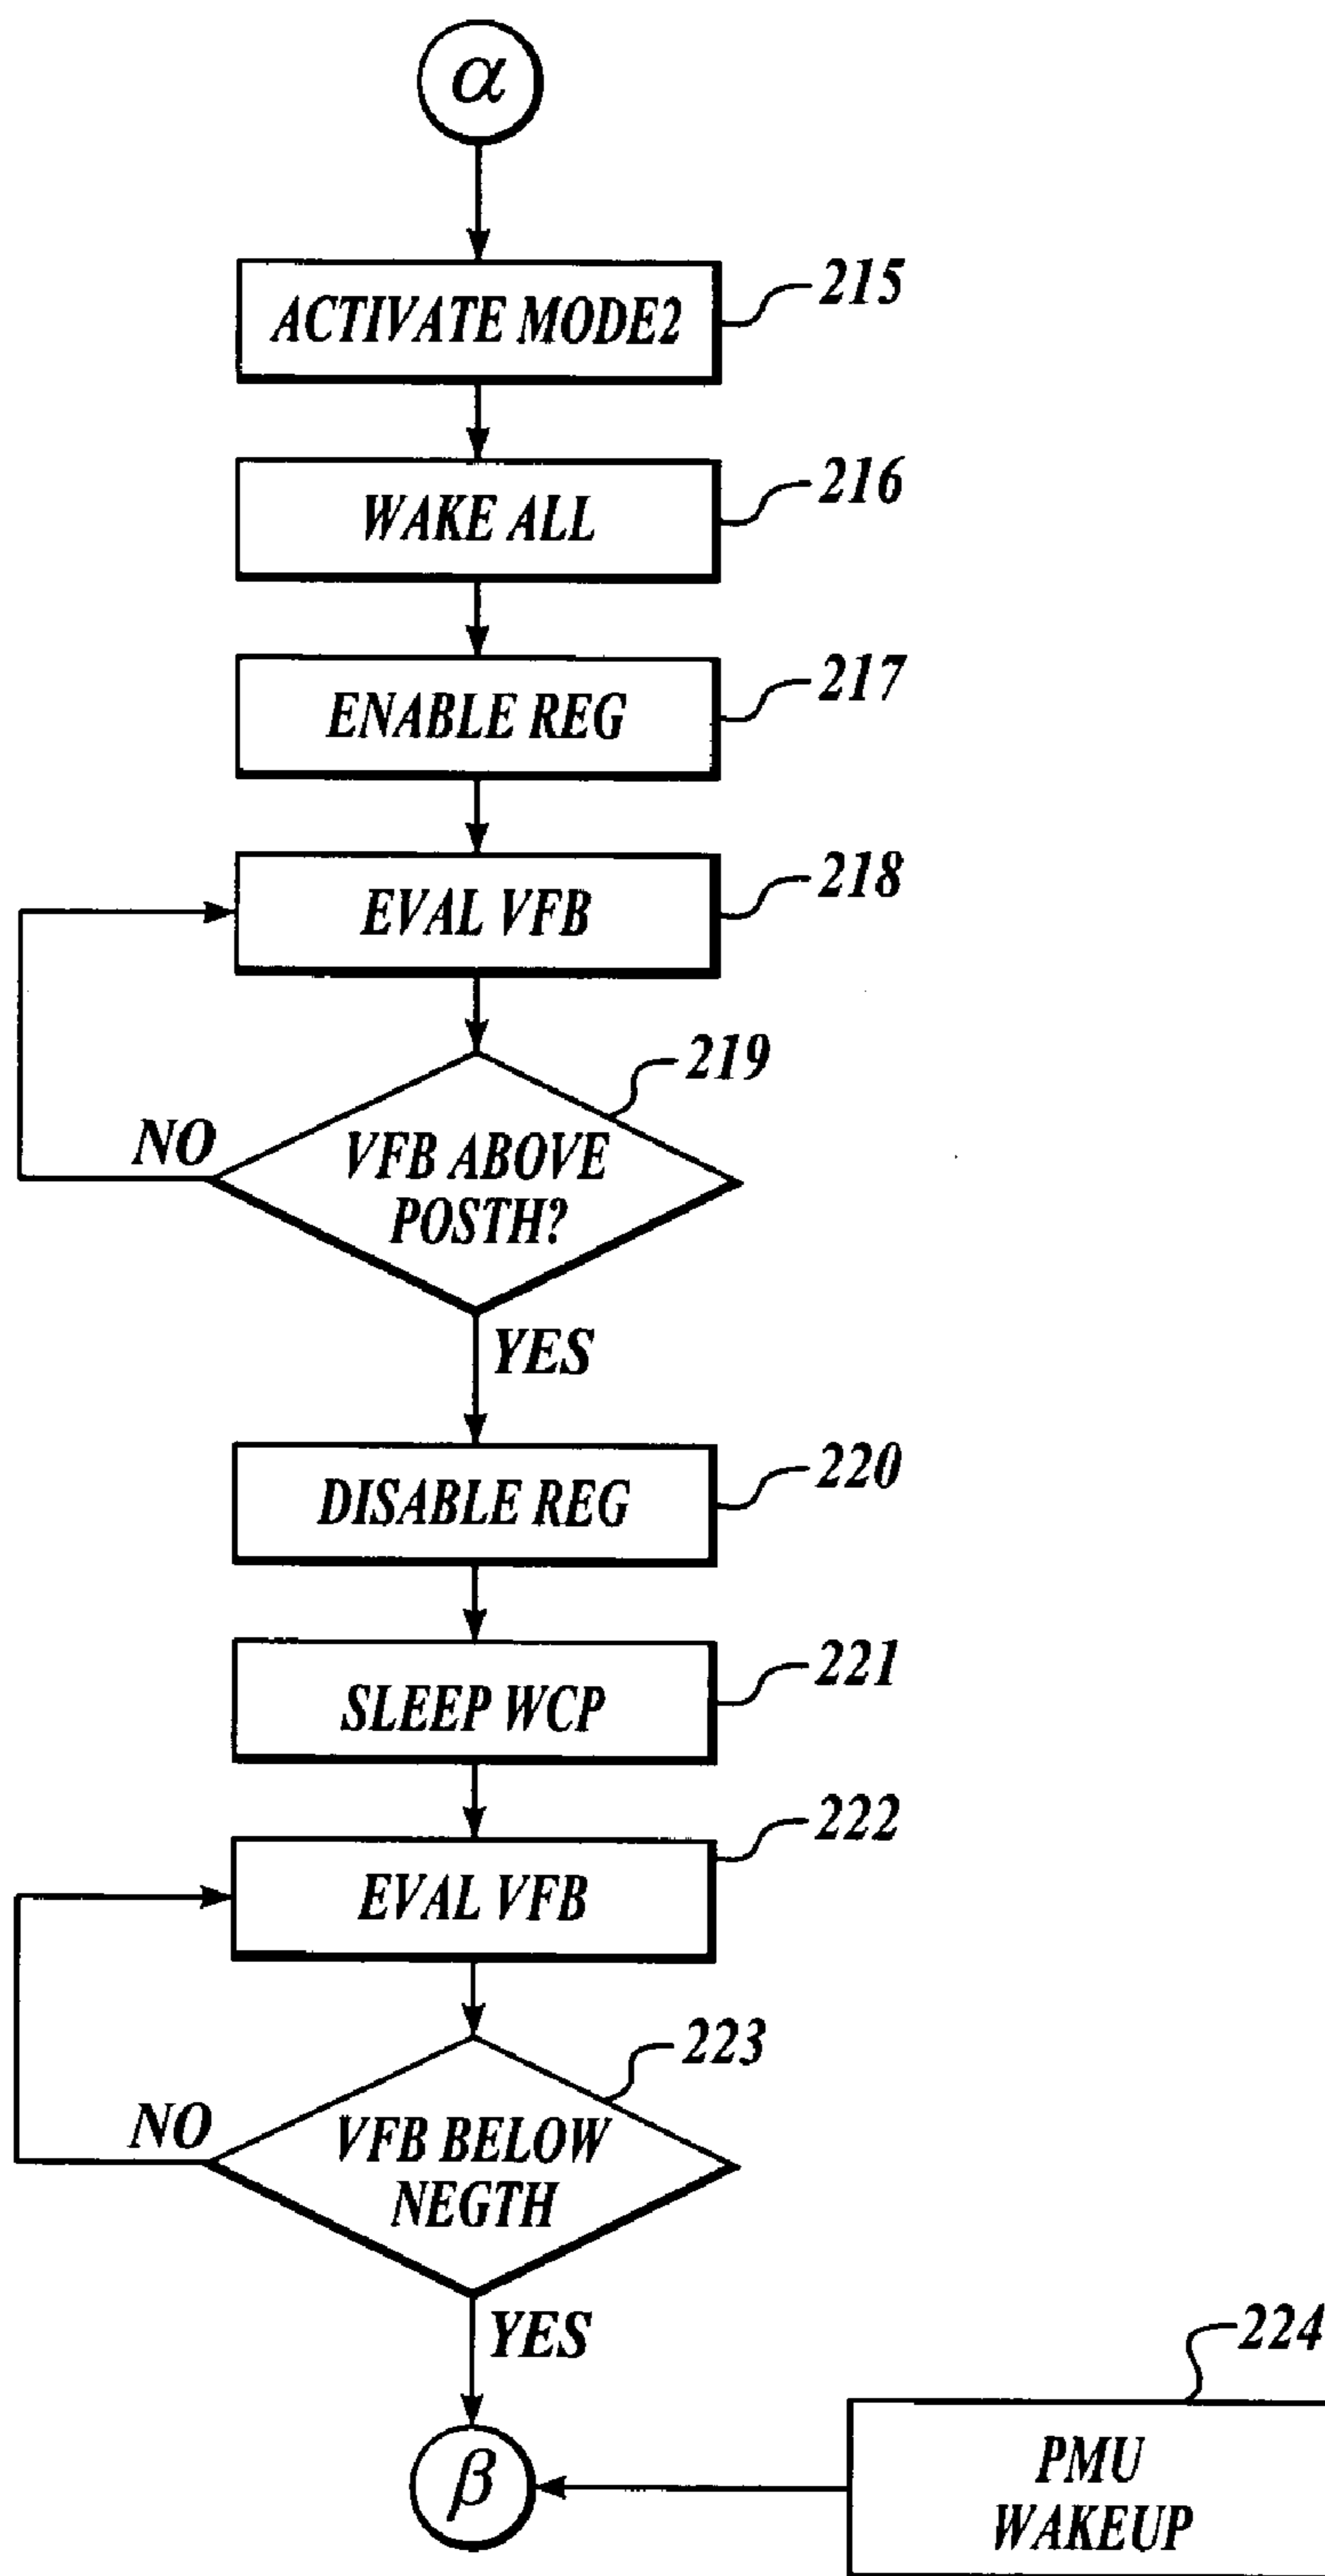 α
ACTIVATE MODE2
215
WAKE ALL
216
ENABLE REG
217
EVAL VFB
218
219
NO
VFB ABOVE
POSTH?
YES
DISABLE REG
220
SLEEP WCP
221
EVAL VFB
222
223
NO
VFB BELOW
NEGTH
YES
224
β
PMU
WAKEUP